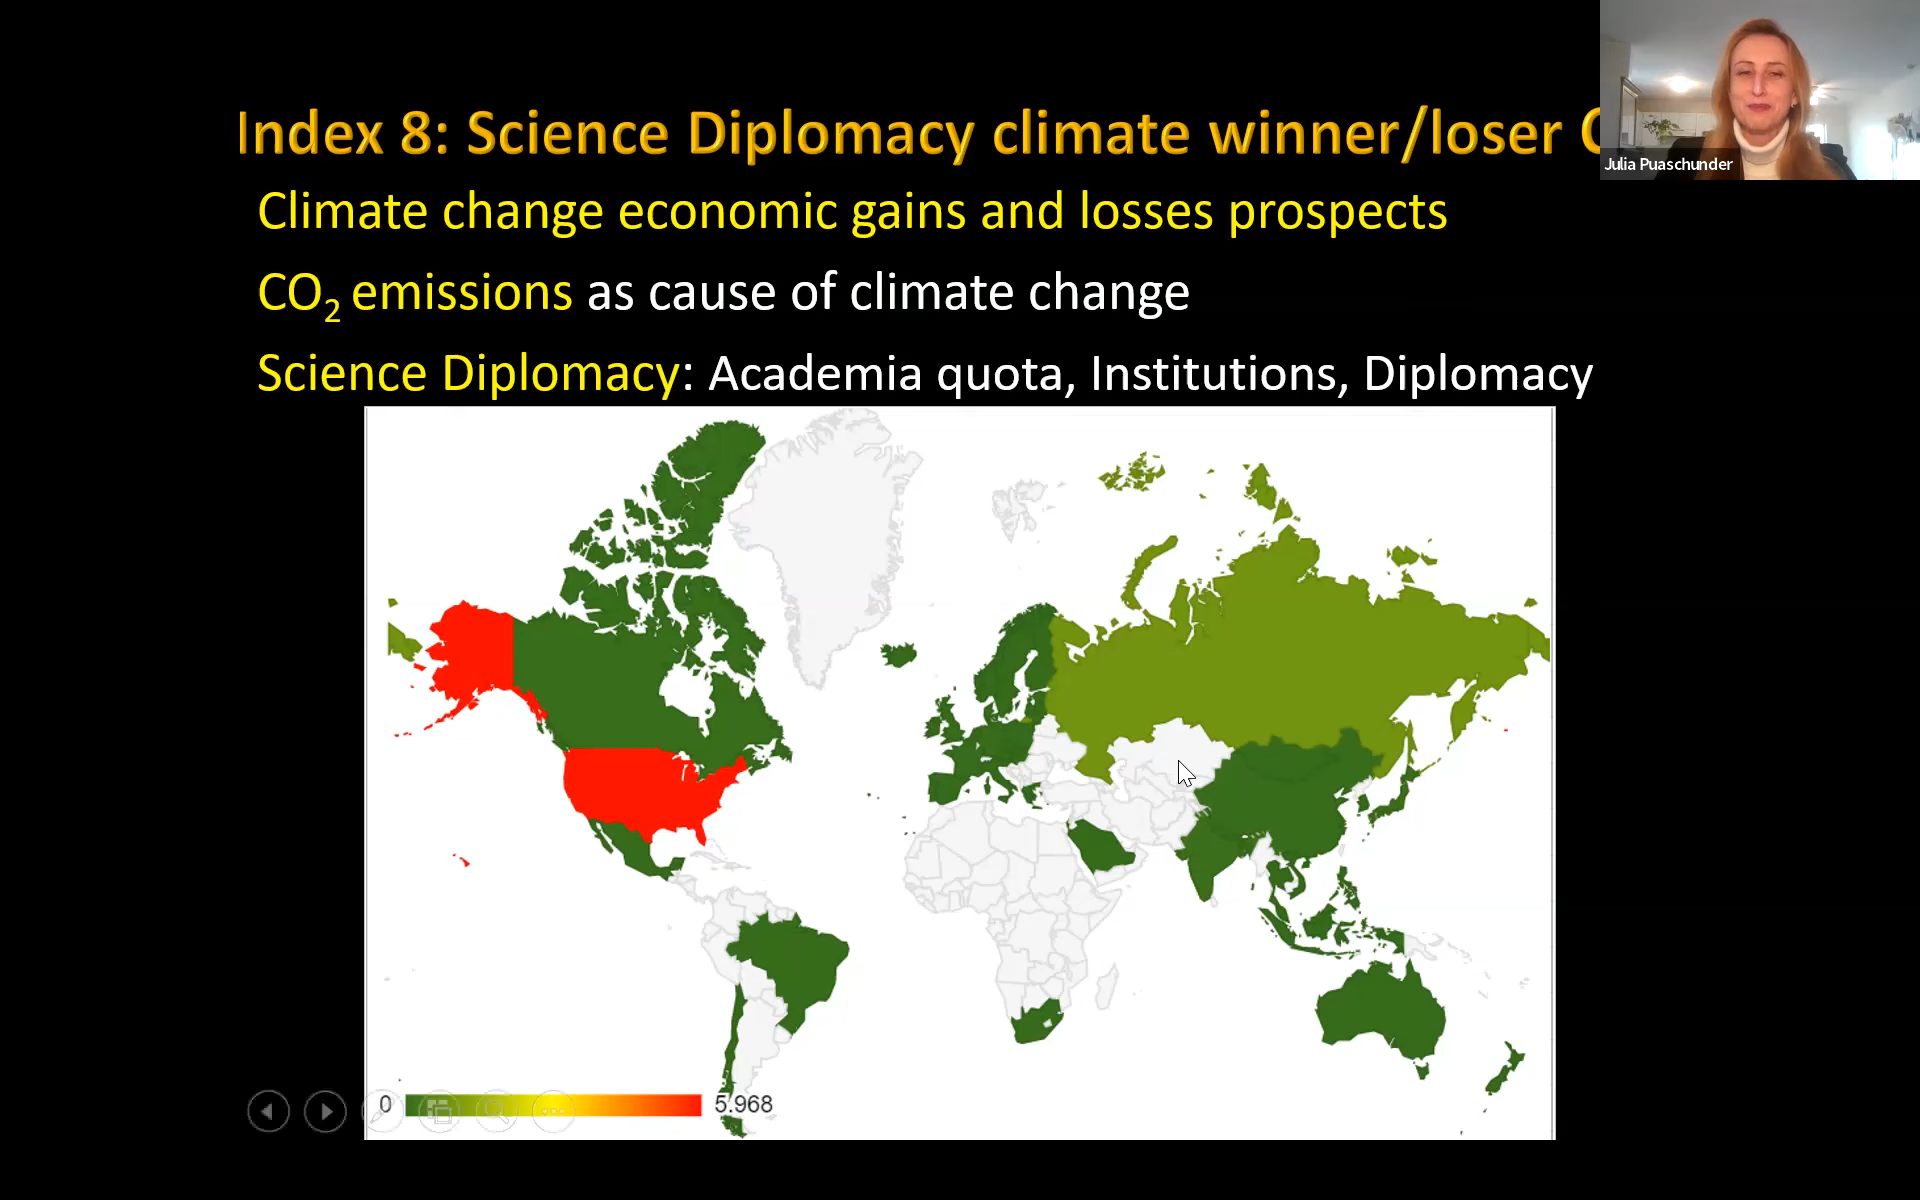 Index 8: Science Diplomacy climate winner/loser
Julia Puaschunder
Climate change economic gains and losses prospects
CO₂ emissions as cause of climate change
Science Diplomacy: Academia quota, Institutions, Diplomacy
0 5.968